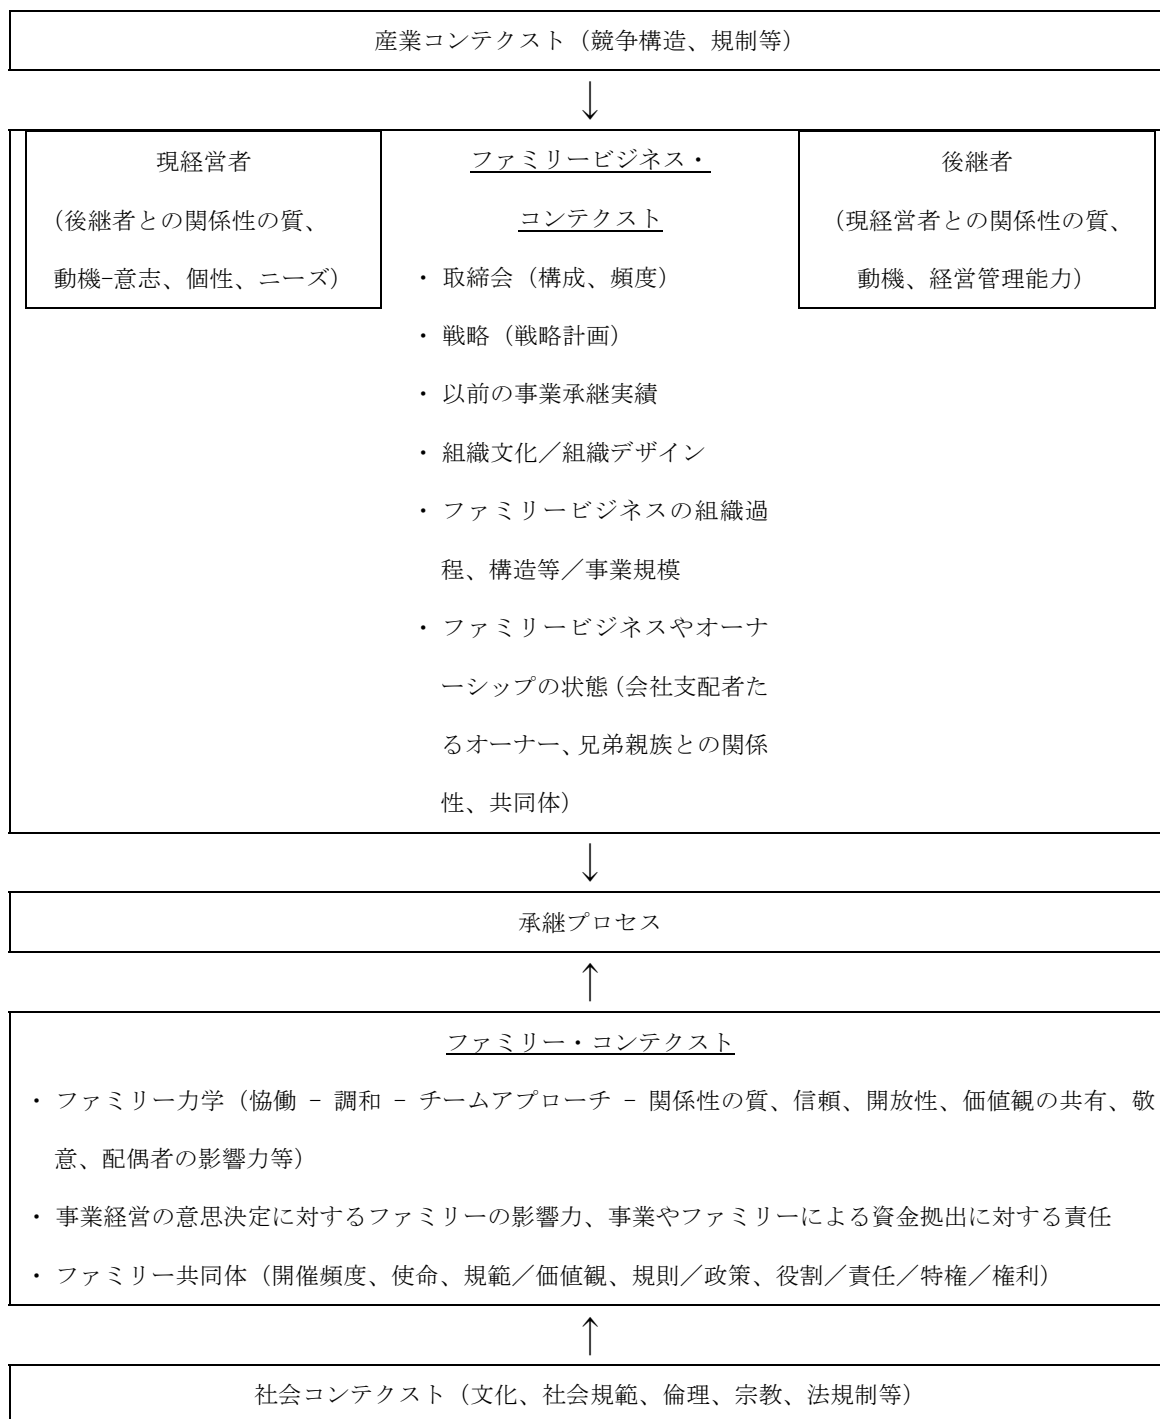 産業コンテクスト（競争構造、規制等）
↓
現経営者
（後継者との関係性の質、
動機−意志、個性、ニーズ）
ファミリービジネス・
コンテクスト
・ 取締会（構成、頻度）
・ 戦略（戦略計画）
・ 以前の事業承継実績
・ 組織文化／組織デザイン
・ ファミリービジネスの組織過
程、構造等／事業規模
・ ファミリービジネスやオーナ
ーシップの状態（会社支配者た
るオーナー、兄弟親族との関係
性、共同体）
後継者
（現経営者との関係性の質、
動機、経営管理能力）
↓
承継プロセス
↑
ファミリー・コンテクスト
・ ファミリー力学（恊働 − 調和 − チームアプローチ − 関係性の質、信頼、開放性、価値観の共有、敬
意、配偶者の影響力等）
・ 事業経営の意思決定に対するファミリーの影響力、事業やファミリーによる資金拠出に対する責任
・ ファミリー共同体（開催頻度、使命、規範／価値観、規則／政策、役割／責任／特権／権利）
↑
社会コンテクスト（文化、社会規範、倫理、宗教、法規制等）